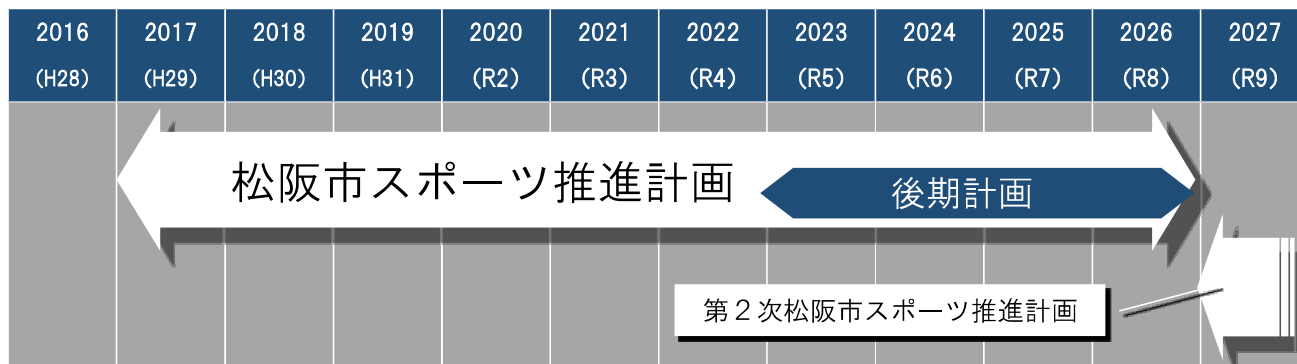 2016 2017 2018 2019 2020 2021 2022 2023 2024 2025 2026 2027
(H28) (H29) (H30) (H31) (R2) (R3) (R4) (R5) (R6) (R7) (R8) (R9)
松阪市スポーツ推進計画
後期計画
第２次松阪市スポーツ推進計画